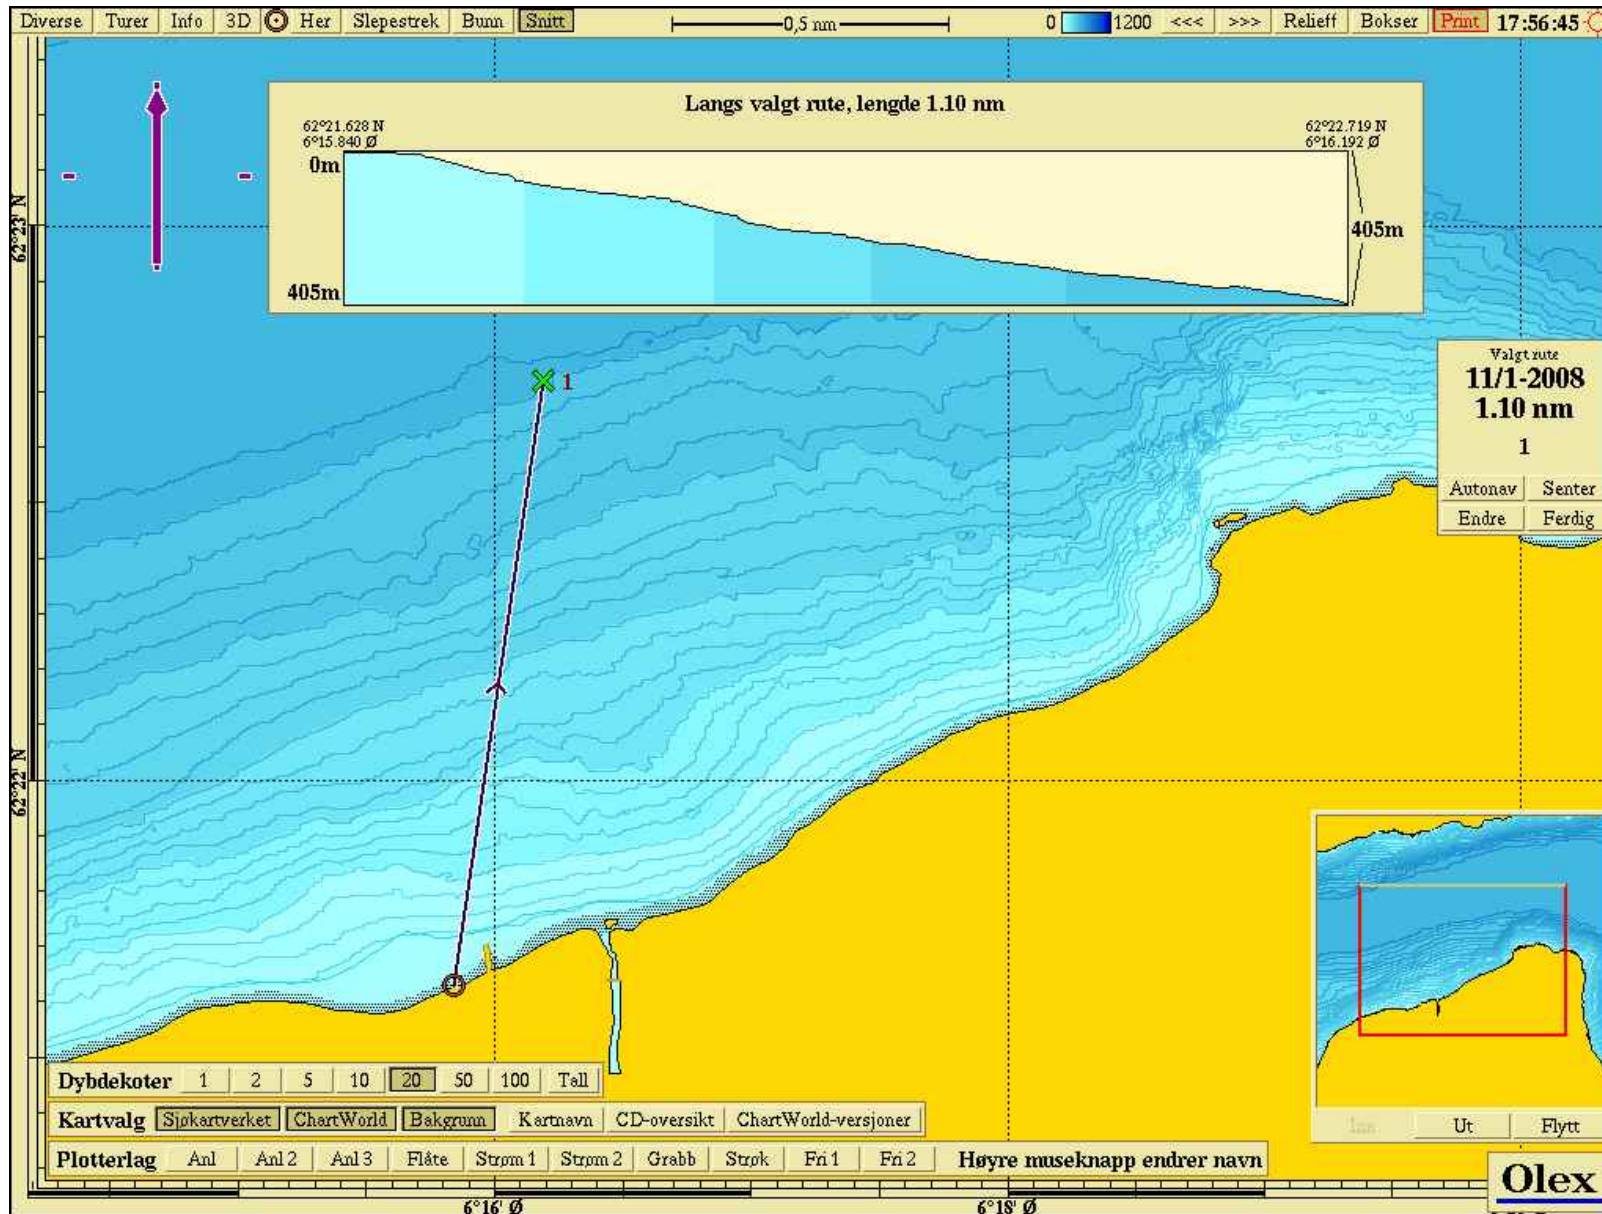 Diverse Turer Info 3D Her Slepestrek Bunn Snitt 0,5 nm 0 1200 <<< >>> Relieff Bokser Print 17:56:45
Langs valgt rute, lengde 1.10 nm
62°21.628 N 62°22.719 N
6°15.840 Ø 6°16.192 Ø
0m
405m
405m
62°23' N
Valgt rute
11/1-2008
1.10 nm
1
Autonav Senter
Endre Ferdig
1
62°22' N
Dybdekoter 1 2 5 10 20 50 100 Tall
Kartvalg Sjøkartverket ChartWorld Bakgrunn Kartnavn CD-oversikt ChartWorld-versjoner
Inn Ut Flytt
Plotterlag Anl Anl 2 Anl 3 Flåte Strøm 1 Strøm 2 Grabb Strøk Fri 1 Fri 2 Høyre museknapp endrer navn
Olex
6°16' Ø 6°18' Ø